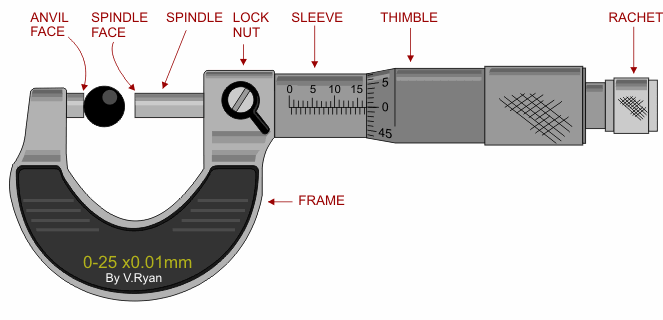 ANVIL FACE
SPINDLE FACE
SPINDLE
LOCK NUT
SLEEVE
THIMBLE
RACHET
0 5 10 15
5
0
45
FRAME
0-25 x0.01mm
By V.Ryan